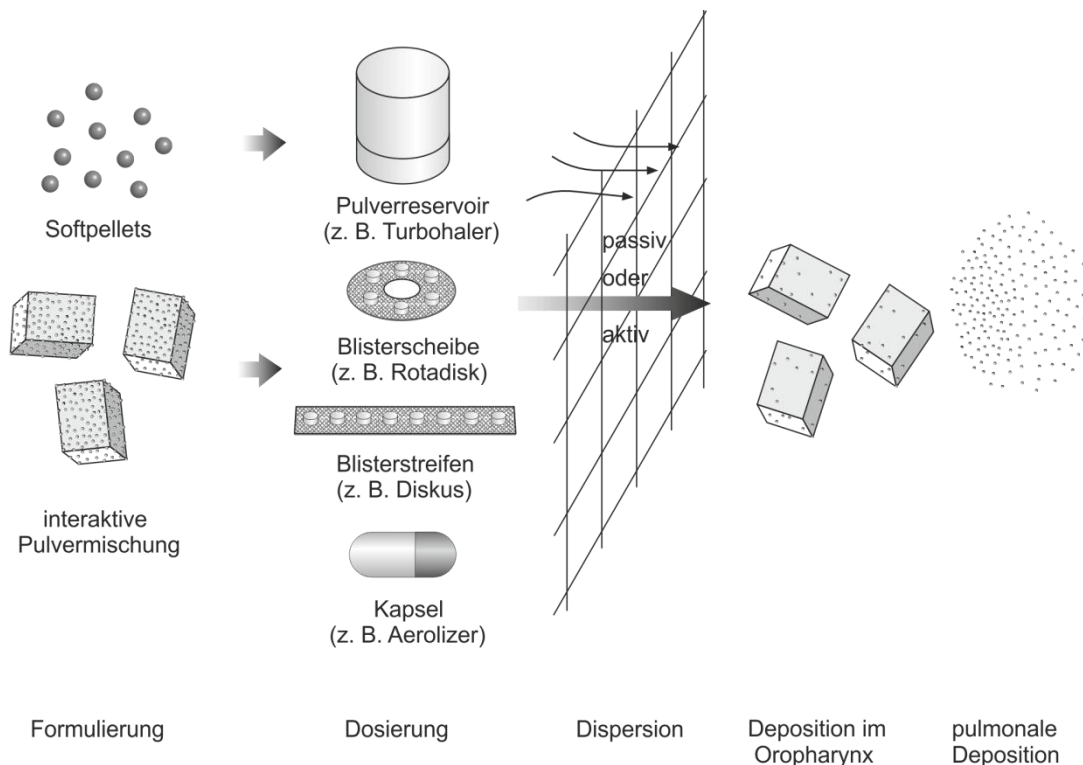 Softpellets
interaktive
Pulvermischung
Pulverreservoir
(z. B. Turbohaler)
Blisterscheibe
(z. B. Rotadisk)
Blisterstreifen
(z. B. Diskus)
Kapsel
(z. B. Aerolizer)
passiv
oder
aktiv
Formulierung
Dosierung
Dispersion
Deposition im
Oropharynx
pulmonale
Deposition